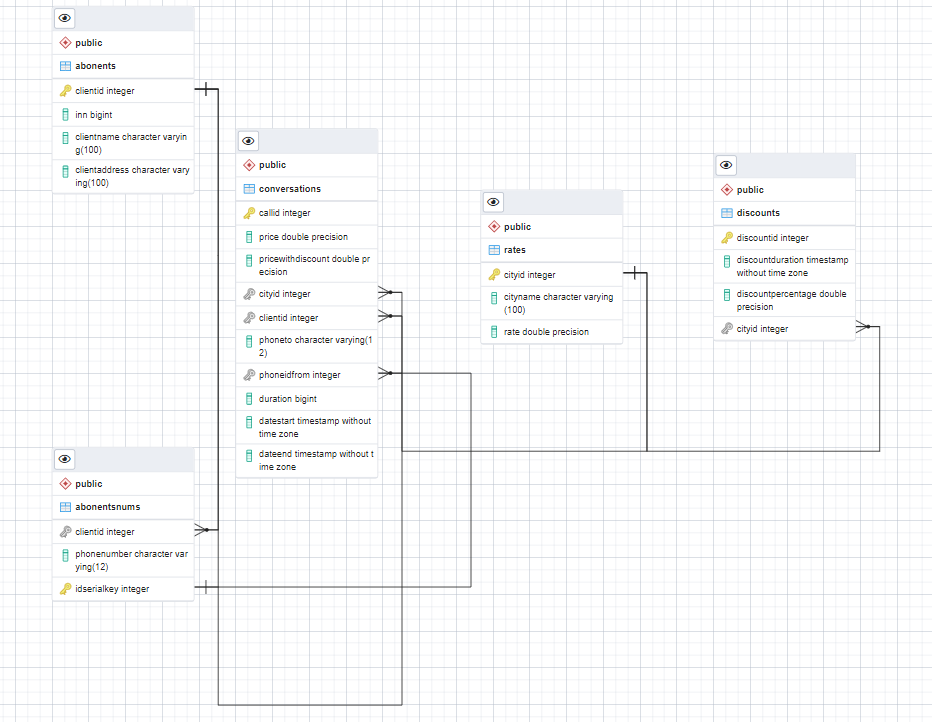 public
abonents
clientid integer
inn bigint
clientname character varyin
g(100)
clientaddress character vary
ing(100)
public
conversations
callid integer
price double precision
pricewithdiscount double pr
ecision
cityid integer
clientid integer
phoneto character varying(1
2)
phoneidfrom integer
duration bigint
datestart timestamp without
time zone
dateend timestamp without t
ime zone
public
rates
cityid integer
cityname character varying
(100)
rate double precision
public
discounts
discountid integer
discountduration timestamp
without time zone
discountpercentage double
precision
cityid integer
public
abonentsnums
clientid integer
phonenumber character var
ying(12)
idserialkey integer